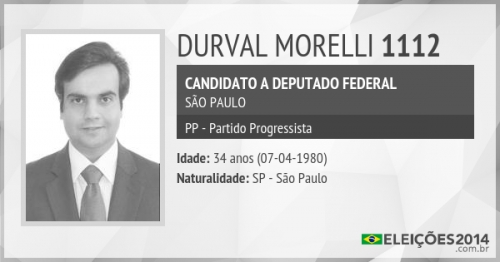 DURVAL MORELLI 1112
CANDIDATO A DEPUTADO FEDERAL
SÃO PAULO
PP - Partido Progressista
Idade: 34 anos (07-04-1980)
Naturalidade: SP - São Paulo
ELEIÇÕES2014
.com.br